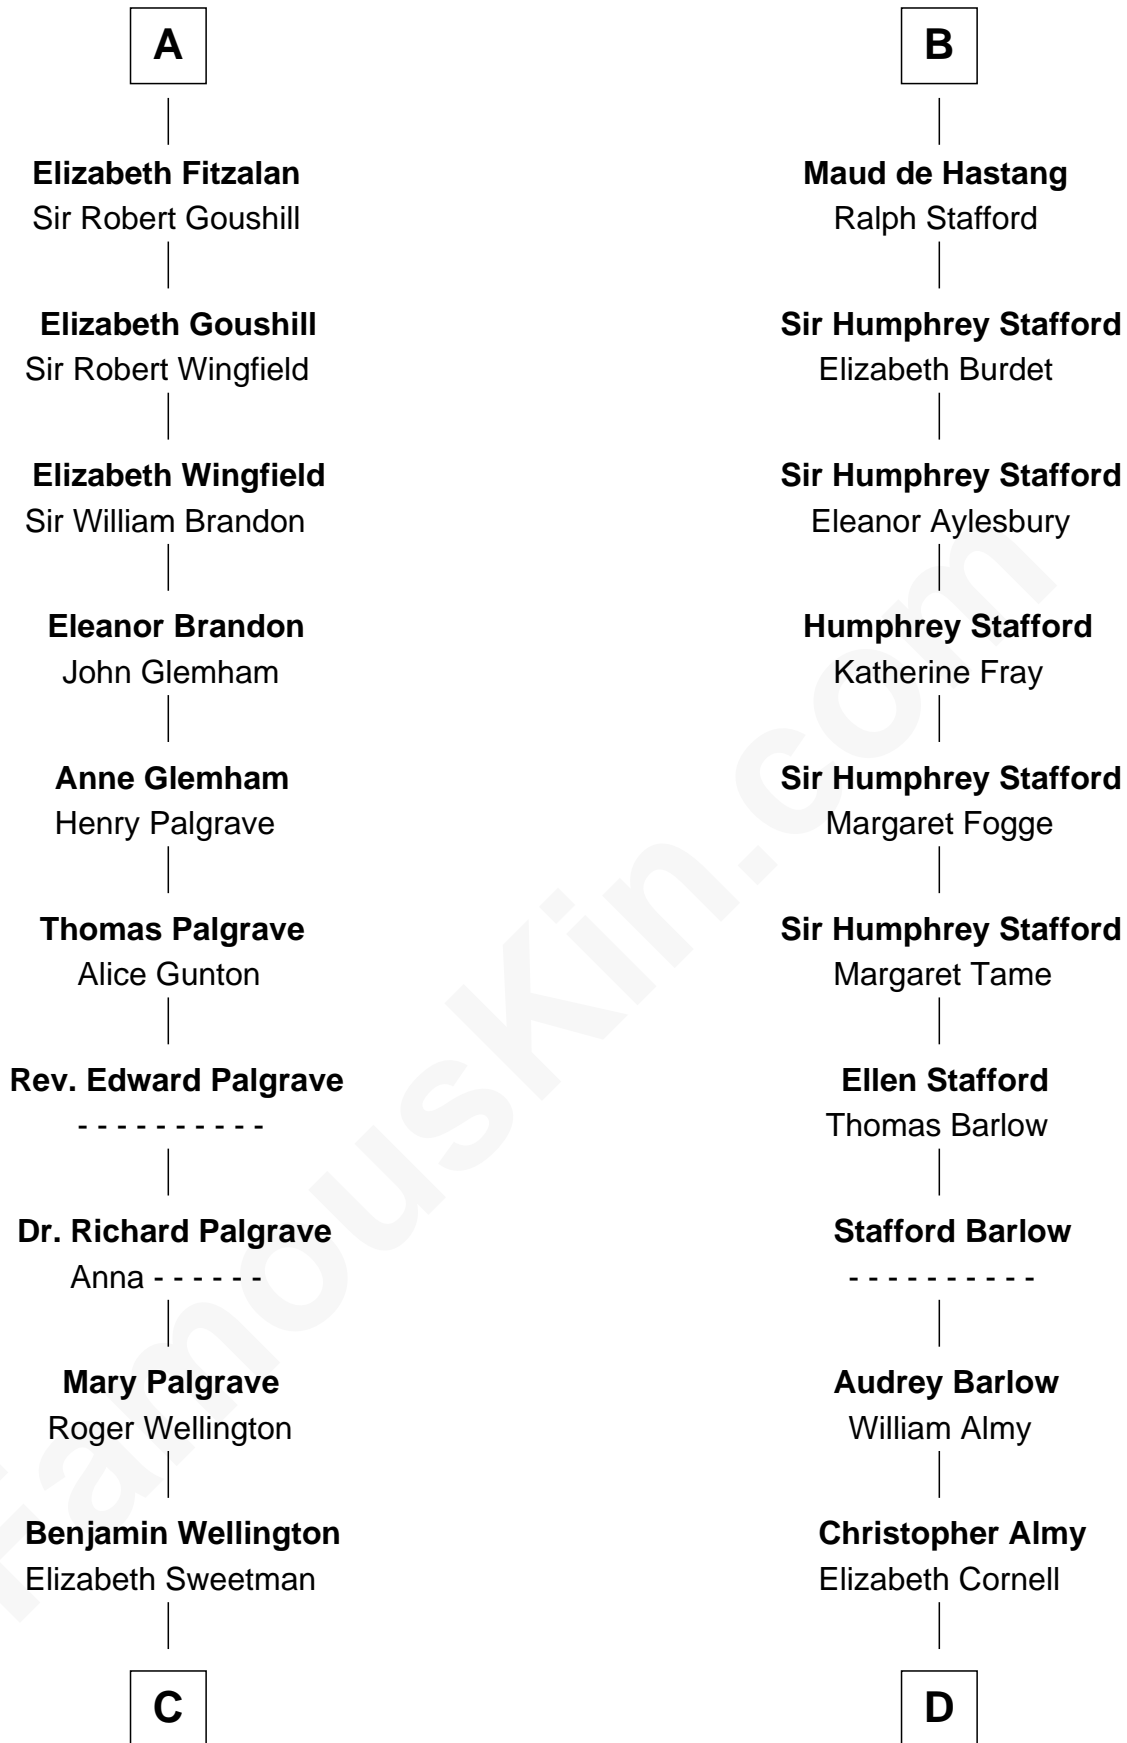 A
Elizabeth Fitzalan
Sir Robert Goushill
Elizabeth Goushill
Sir Robert Wingfield
Elizabeth Wingfield
Sir William Brandon
Eleanor Brandon
John Glemham
Anne Glemham
Henry Palgrave
Thomas Palgrave
Alice Gunton
Rev. Edward Palgrave
- - - - - - - - - -
Dr. Richard Palgrave
Anna - - - - - -
Mary Palgrave
Roger Wellington
Benjamin Wellington
Elizabeth Sweetman
C
B
Maud de Hastang
Ralph Stafford
Sir Humphrey Stafford
Elizabeth Burdet
Sir Humphrey Stafford
Eleanor Aylesbury
Humphrey Stafford
Katherine Fray
Sir Humphrey Stafford
Margaret Fogge
Sir Humphrey Stafford
Margaret Tame
Ellen Stafford
Thomas Barlow
Stafford Barlow
- - - - - - - - - -
Audrey Barlow
William Almy
Christopher Almy
Elizabeth Cornell
D
FamousKin.com